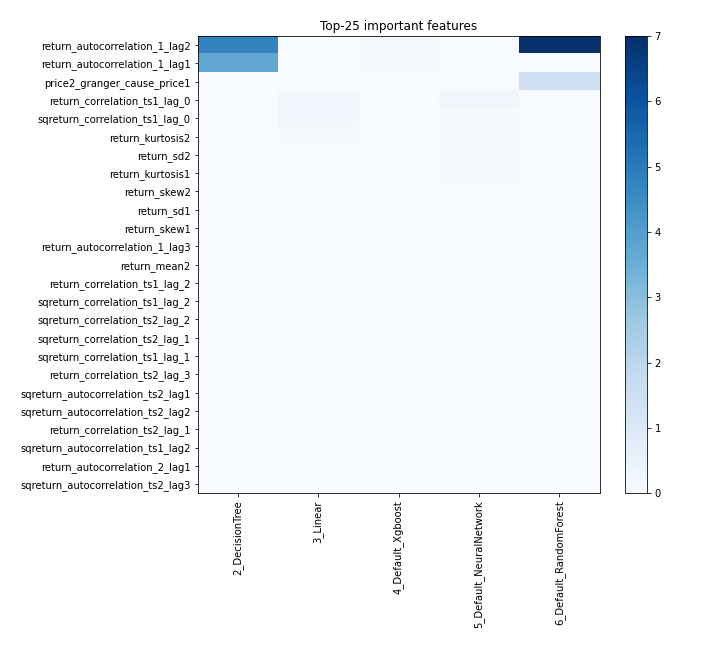 Top-25 important features
return_autocorrelation_1_lag2
return_autocorrelation_1_lag1
price2_granger_cause_price1
return_correlation_ts1_lag_0
sqreturn_correlation_ts1_lag_0
return_kurtosis2
return_sd2
return_kurtosis1
return_skew2
return_sd1
return_skew1
return_autocorrelation_1_lag3
return_mean2
return_correlation_ts1_lag_2
sqreturn_correlation_ts1_lag_2
sqreturn_correlation_ts2_lag_2
sqreturn_correlation_ts2_lag_1
sqreturn_correlation_ts1_lag_1
return_correlation_ts2_lag_3
sqreturn_autocorrelation_ts2_lag1
sqreturn_autocorrelation_ts2_lag2
return_correlation_ts2_lag_1
sqreturn_autocorrelation_ts1_lag2
return_autocorrelation_2_lag1
sqreturn_autocorrelation_ts2_lag3
2_DecisionTree
3_Linear
4_Default_Xgboost
5_Default_NeuralNetwork
6_Default_RandomForest
7
6
5
4
3
2
1
0